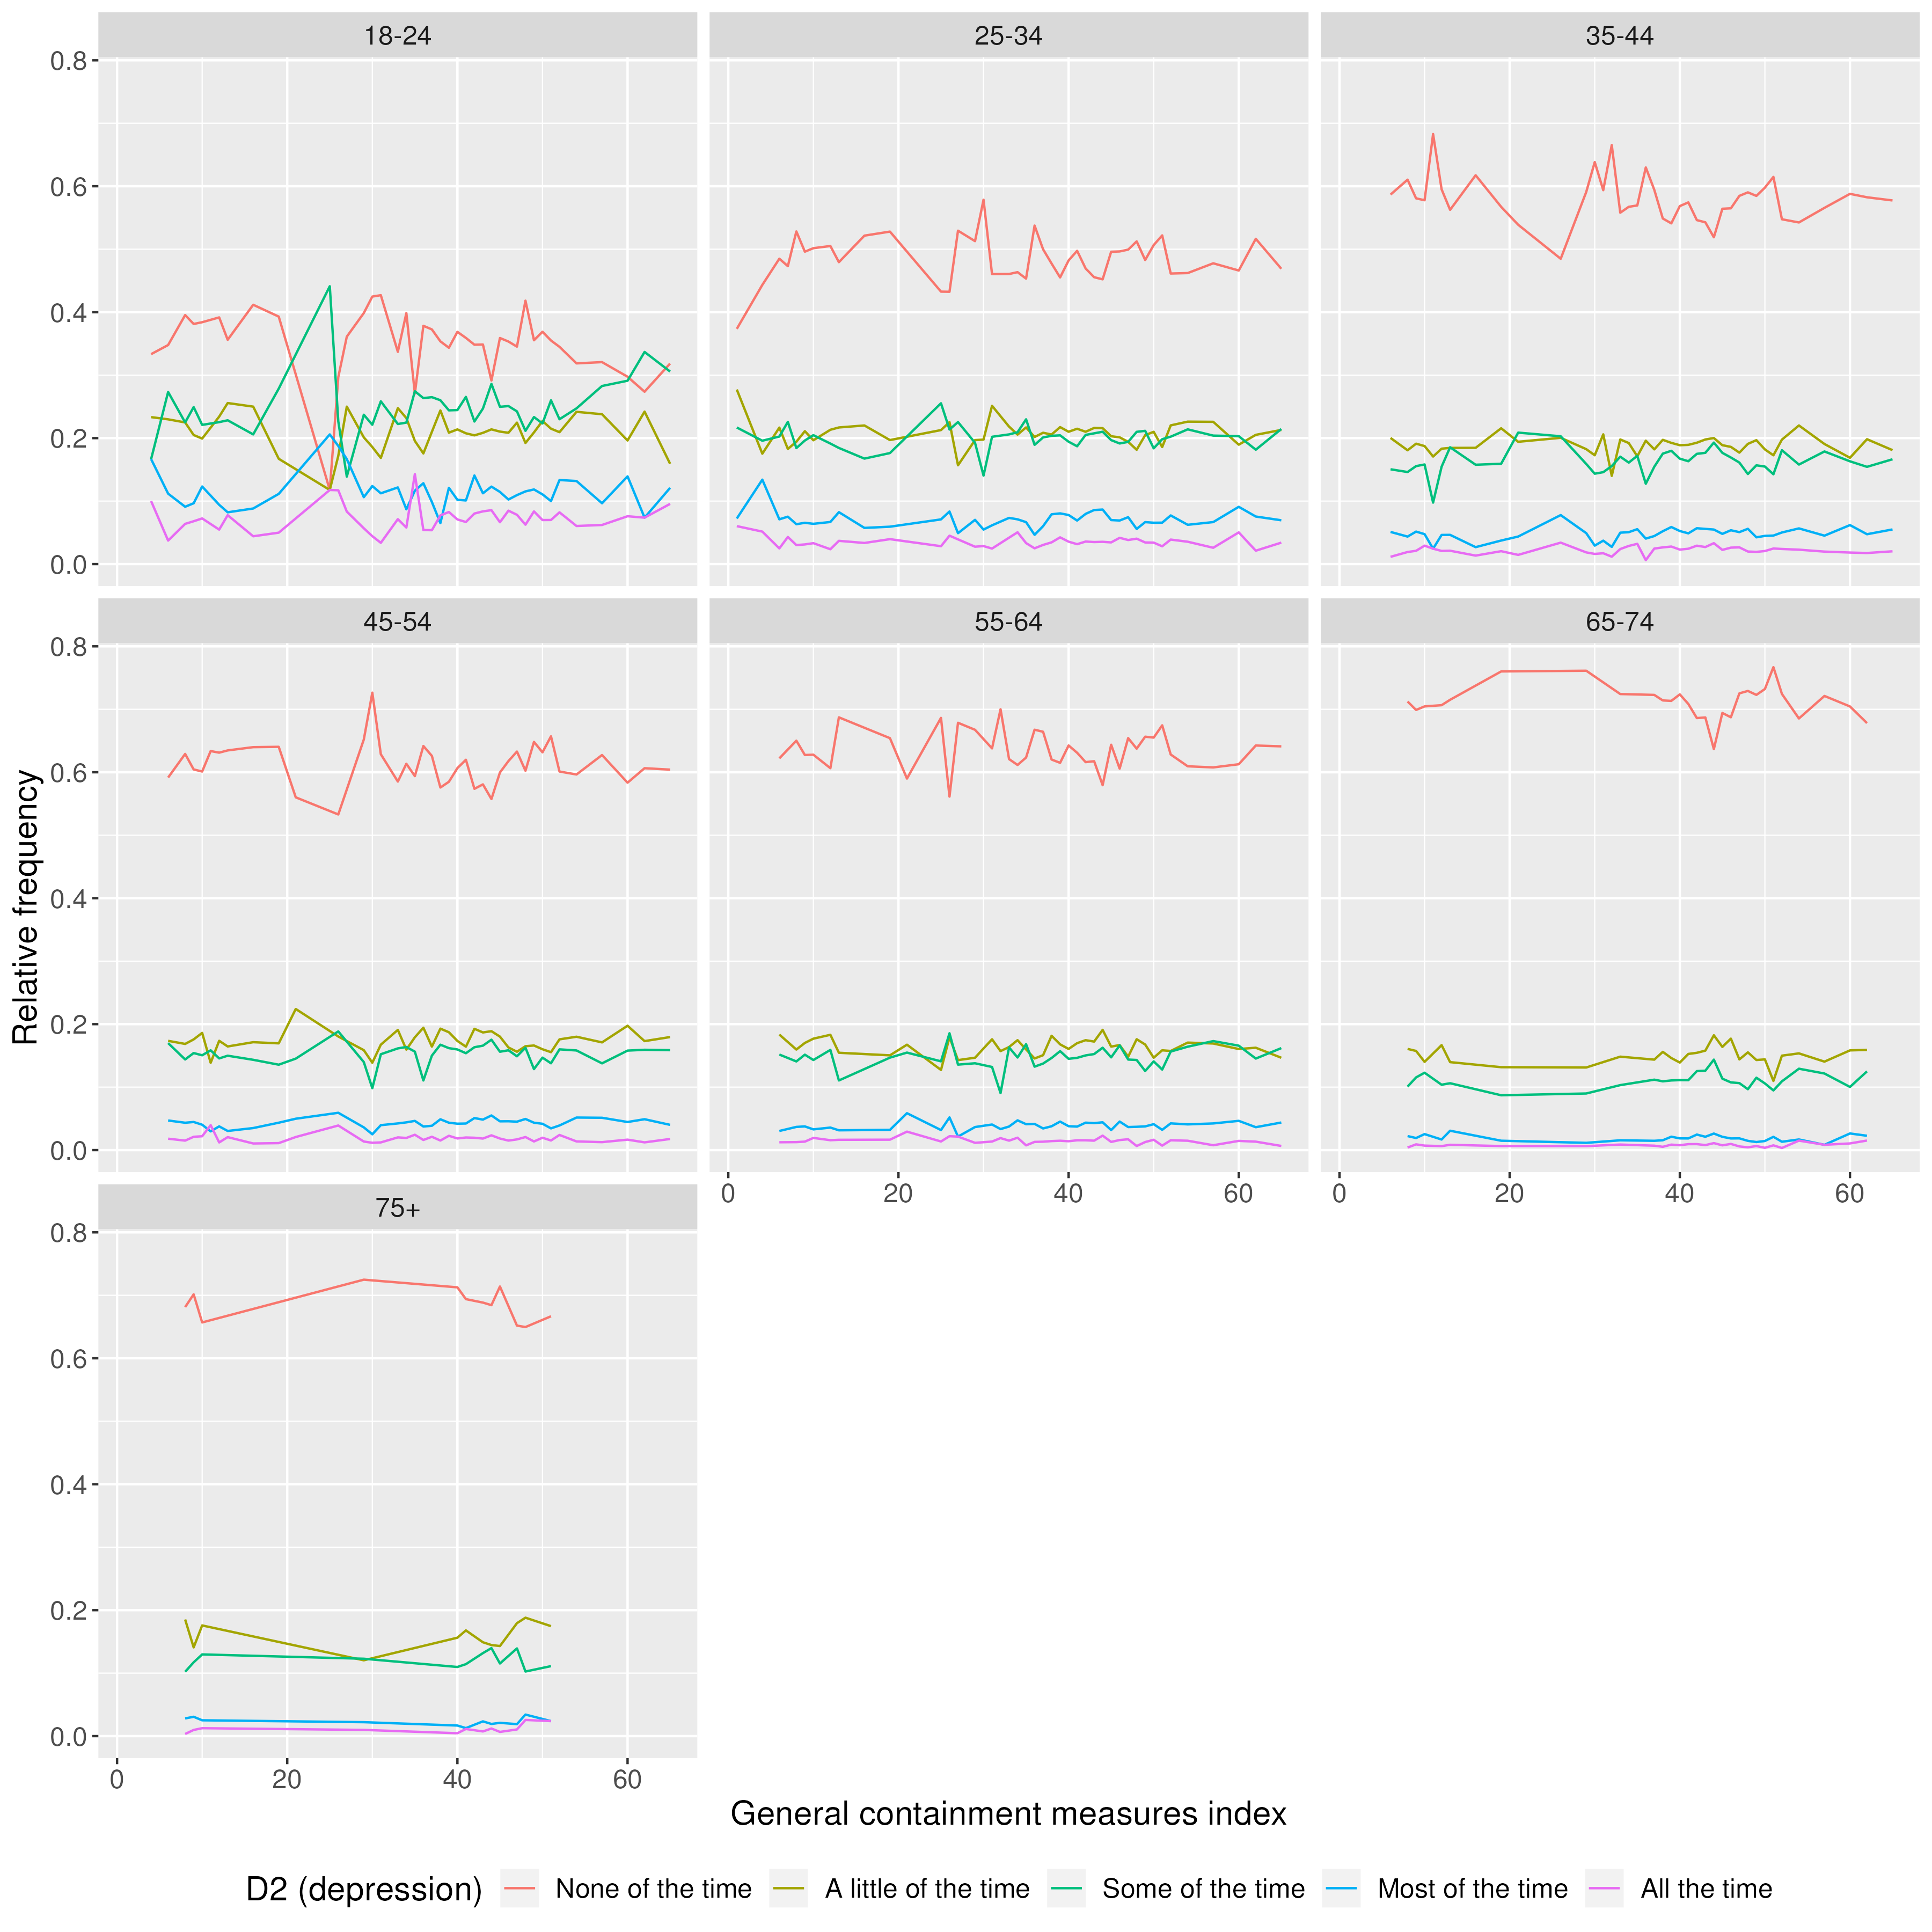 18-24 25-34 35-44
0.8
0.6
0.4
0.2
0.0
45-54 55-64 65-74
0.8
0.6
0.4
0.2
0.0
0 20 40 60 0 20 40 60
75+
0.8
0.6
0.4
0.2
0.0
0 20 40 60
Relative frequency
General containment measures index
D2 (depression) None of the time A little of the time Some of the time Most of the time All the time